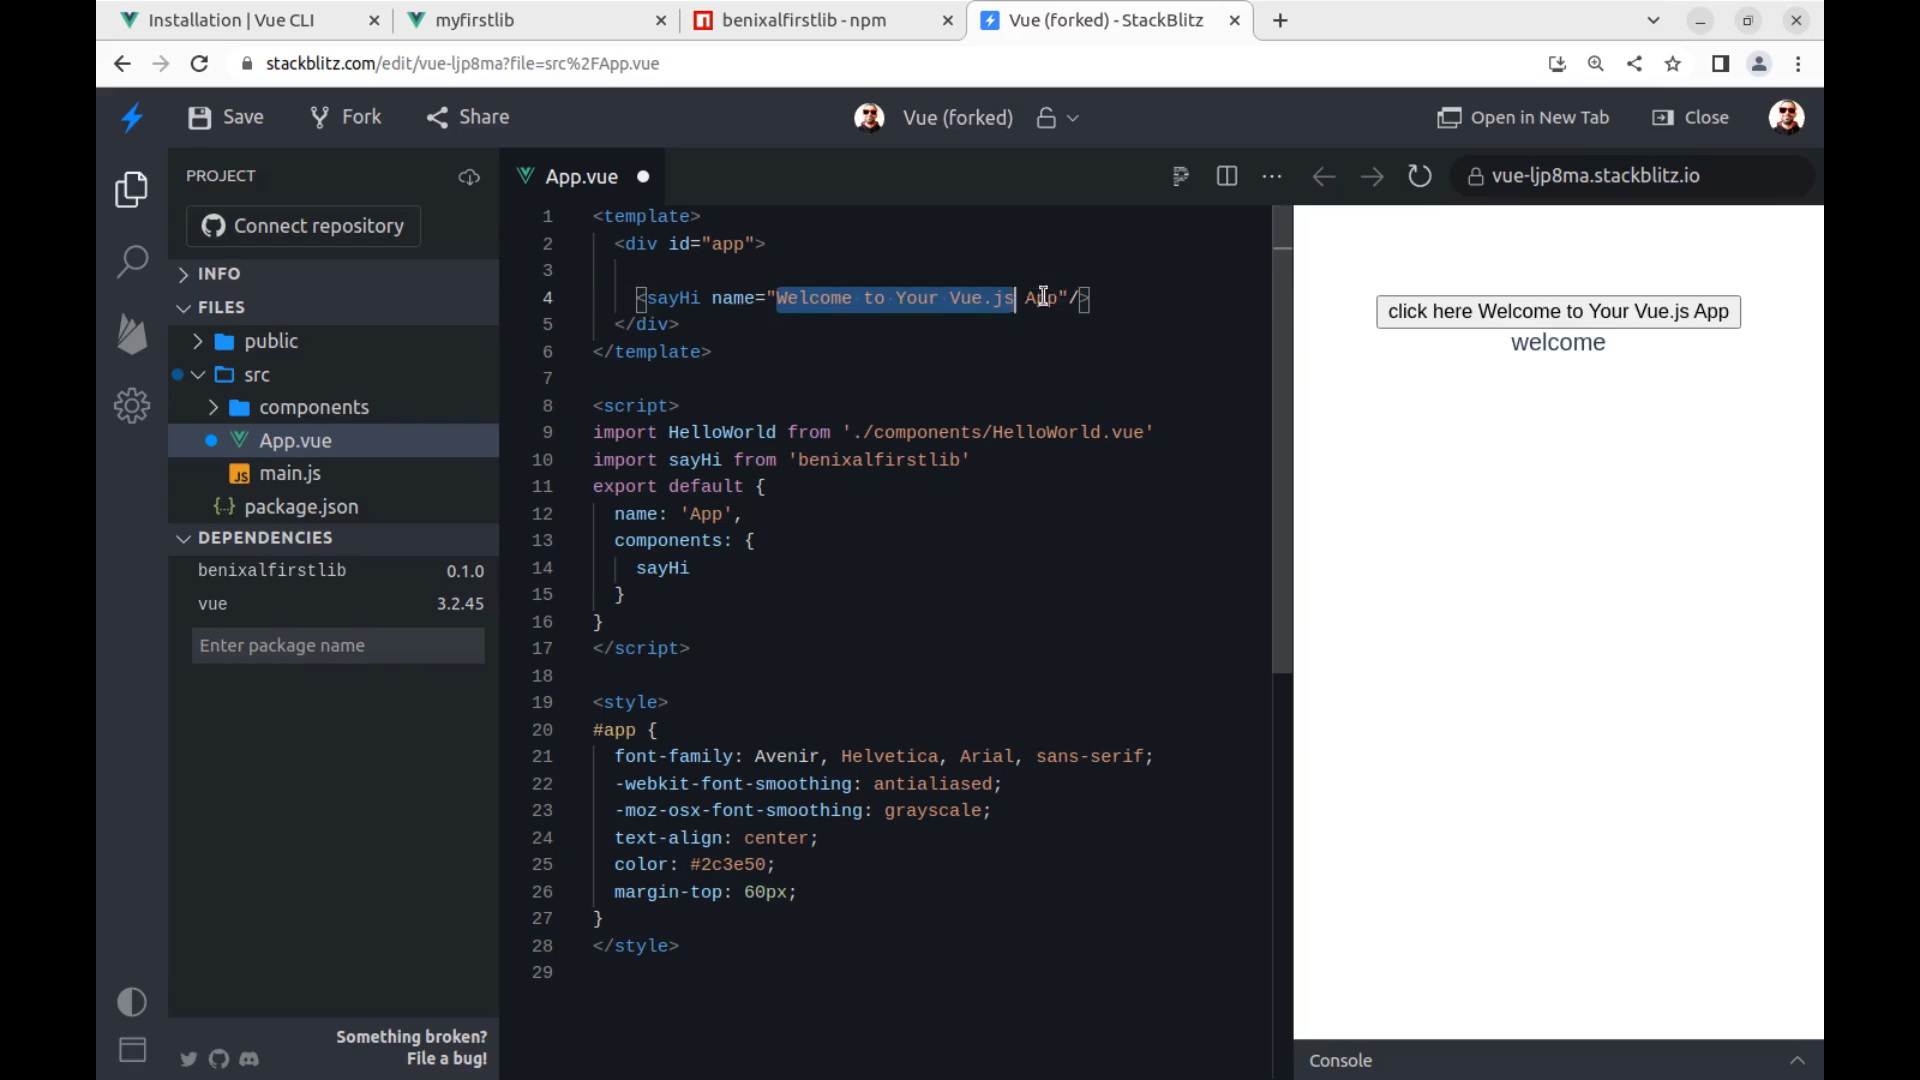 Installation | Vue CLI
myfirstlib
benixalfirstlib - npm
Vue (forked) - StackBlitz
stackblitz.com/edit/vue-ljp8ma?file=src%2FApp.vue
Save
Fork
Share
Vue (forked)
Open in New Tab
Close
PROJECT
Connect repository
INFO
FILES
public
src
components
App.vue
JS main.js
{..} package.json
DEPENDENCIES
benixalfirstlib 0.1.0
vue 3.2.45
Enter package name
Something broken?
File a bug!
App.vue
vue-ljp8ma.stackblitz.io
1 <template>
2 <div id="app">
3
4 <sayHi name="Welcome to Your Vue.js App"/>
5 </div>
6 </template>
7
8 <script>
9 import HelloWorld from './components/HelloWorld.vue'
10 import sayHi from 'benixalfirstlib'
11 export default {
12 name: 'App',
13 components: {
14 sayHi
15 }
16 }
17 </script>
18
19 <style>
20 #app {
21 font-family: Avenir, Helvetica, Arial, sans-serif;
22 -webkit-font-smoothing: antialiased;
23 -moz-osx-font-smoothing: grayscale;
24 text-align: center;
25 color: #2c3e50;
26 margin-top: 60px;
27 }
28 </style>
29
click here Welcome to Your Vue.js App
welcome
Console